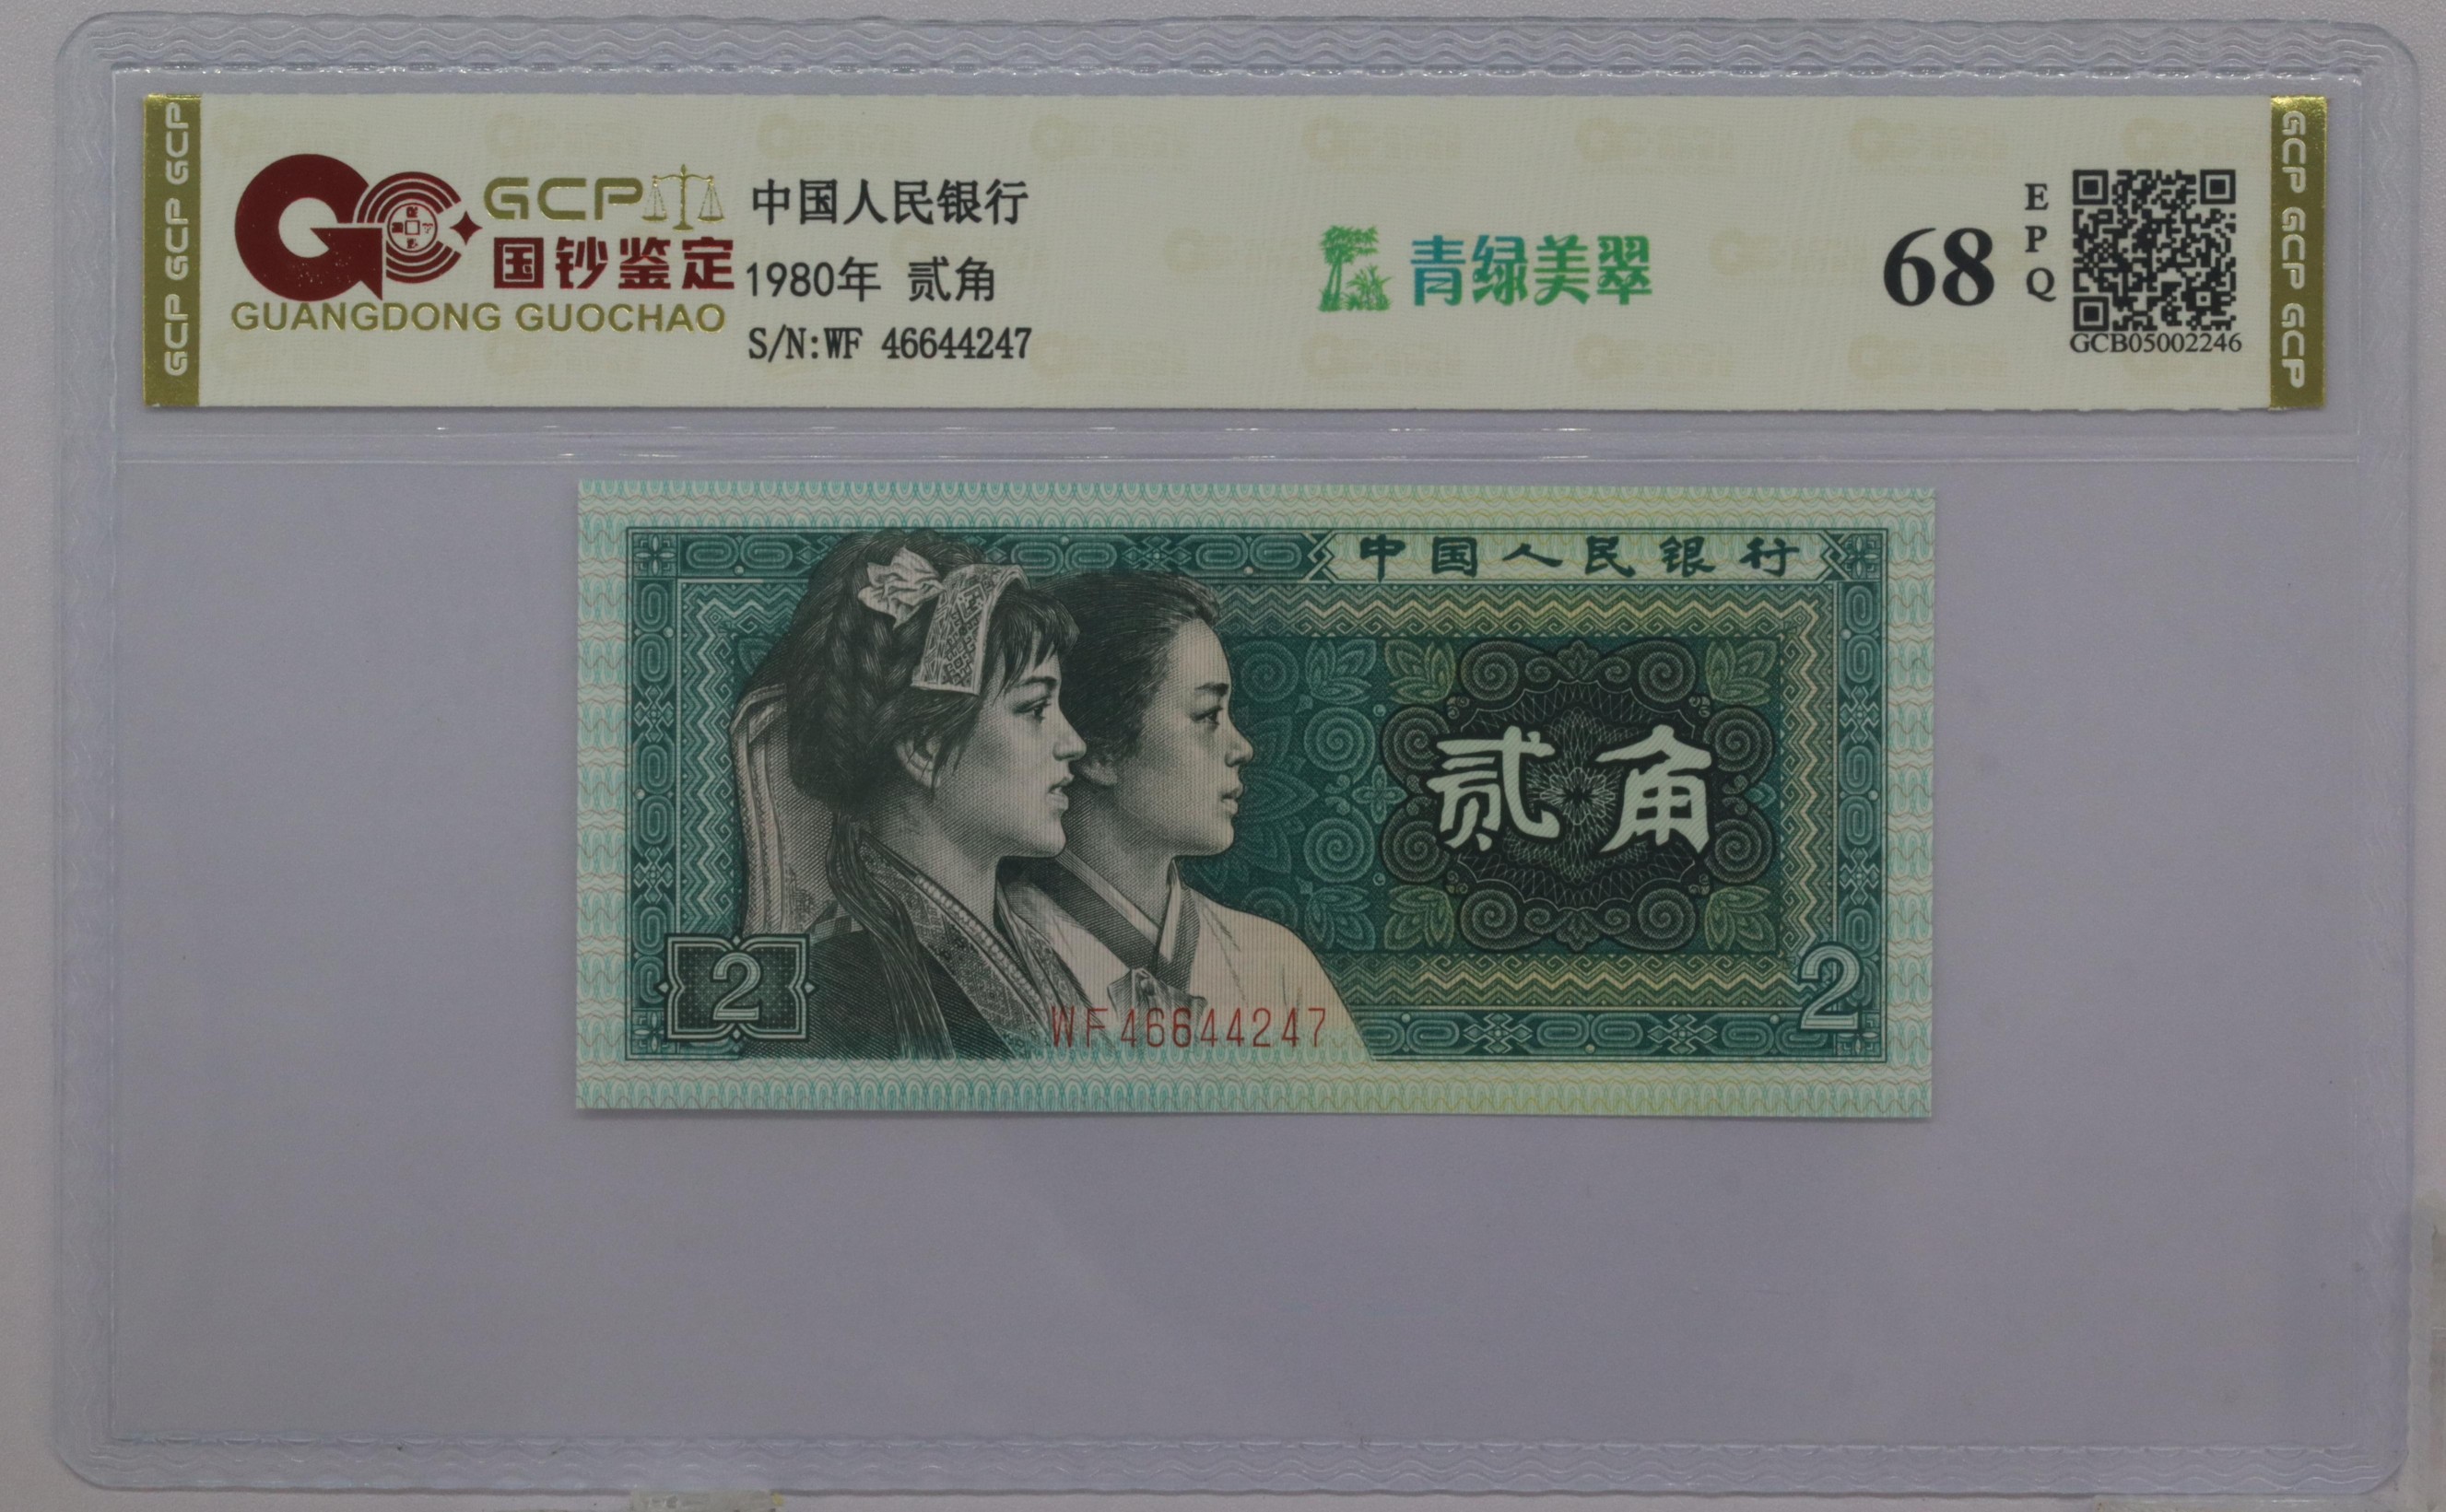 GCP GCP GCP
GCP
国钞鉴定
GUANGDONG GUOCHAO
中国人民银行
1980年 贰角
S/N:WF 46644247
青绿美翠
68
EPQ
GCB05002246
GCP GCP GCP
中国人民银行
贰角
2
WF46644247
2